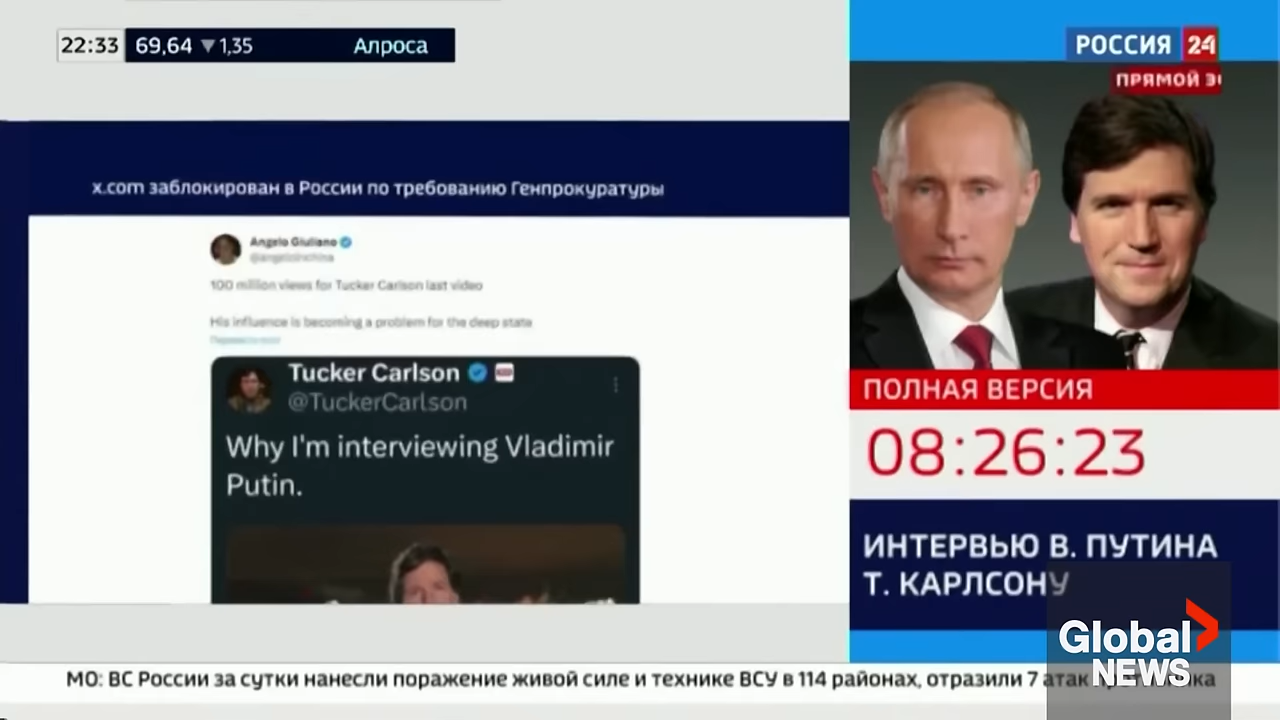 22:33 69,64 ▼1,35 Алроса
РОССИЯ 24
ПРЯМОЙ
x.com заблокирован в России по требованию Генпрокуратуры
Angelo Giuliano
100 million views for Tucker Carlson last video
His influence is becoming a problem for the deep state
Tucker Carlson
@TuckerCarlson
Why I'm interviewing Vladimir
Putin.
ПОЛНАЯ ВЕРСИЯ
08:26:23
ИНТЕРВЬЮ В. ПУТИНА
Т. КАРЛСОНУ
Global
NEWS
МО: ВС России за сутки нанесли поражение живой силе и технике ВСУ в 114 районах, отразили 7 атак